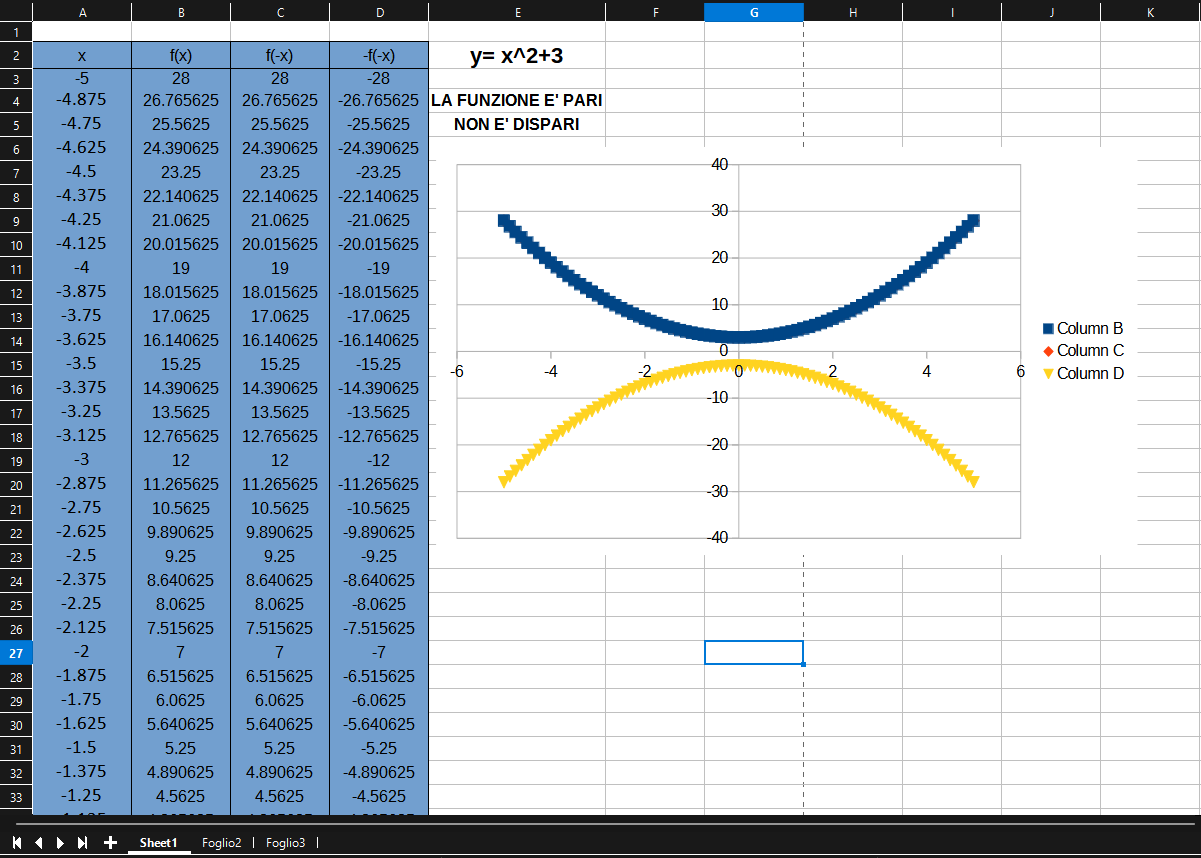 A B C D E F G H I J K
1
2 x f(x) f(-x) -f(-x) y= x^2+3
3 -5 28 28 -28
4 -4.875 26.765625 26.765625 -26.765625 LA FUNZIONE E' PARI
5 -4.75 25.5625 25.5625 -25.5625 NON E' DISPARI
6 -4.625 24.390625 24.390625 -24.390625
7 -4.5 23.25 23.25 -23.25
8 -4.375 22.140625 22.140625 -22.140625
9 -4.25 21.0625 21.0625 -21.0625
10 -4.125 20.015625 20.015625 -20.015625
11 -4 19 19 -19
12 -3.875 18.015625 18.015625 -18.015625
13 -3.75 17.0625 17.0625 -17.0625
14 -3.625 16.140625 16.140625 -16.140625
15 -3.5 15.25 15.25 -15.25
16 -3.375 14.390625 14.390625 -14.390625
17 -3.25 13.5625 13.5625 -13.5625
18 -3.125 12.765625 12.765625 -12.765625
19 -3 12 12 -12
20 -2.875 11.265625 11.265625 -11.265625
21 -2.75 10.5625 10.5625 -10.5625
22 -2.625 9.890625 9.890625 -9.890625
23 -2.5 9.25 9.25 -9.25
24 -2.375 8.640625 8.640625 -8.640625
25 -2.25 8.0625 8.0625 -8.0625
26 -2.125 7.515625 7.515625 -7.515625
27 -2 7 7 -7
28 -1.875 6.515625 6.515625 -6.515625
29 -1.75 6.0625 6.0625 -6.0625
30 -1.625 5.640625 5.640625 -5.640625
31 -1.5 5.25 5.25 -5.25
32 -1.375 4.890625 4.890625 -4.890625
33 -1.25 4.5625 4.5625 -4.5625
40
30
20
10
0
-6 -4 -2 0 2 4 6
-10
-20
-30
-40
Column B
Column C
Column D
Sheet1 Foglio2 Foglio3